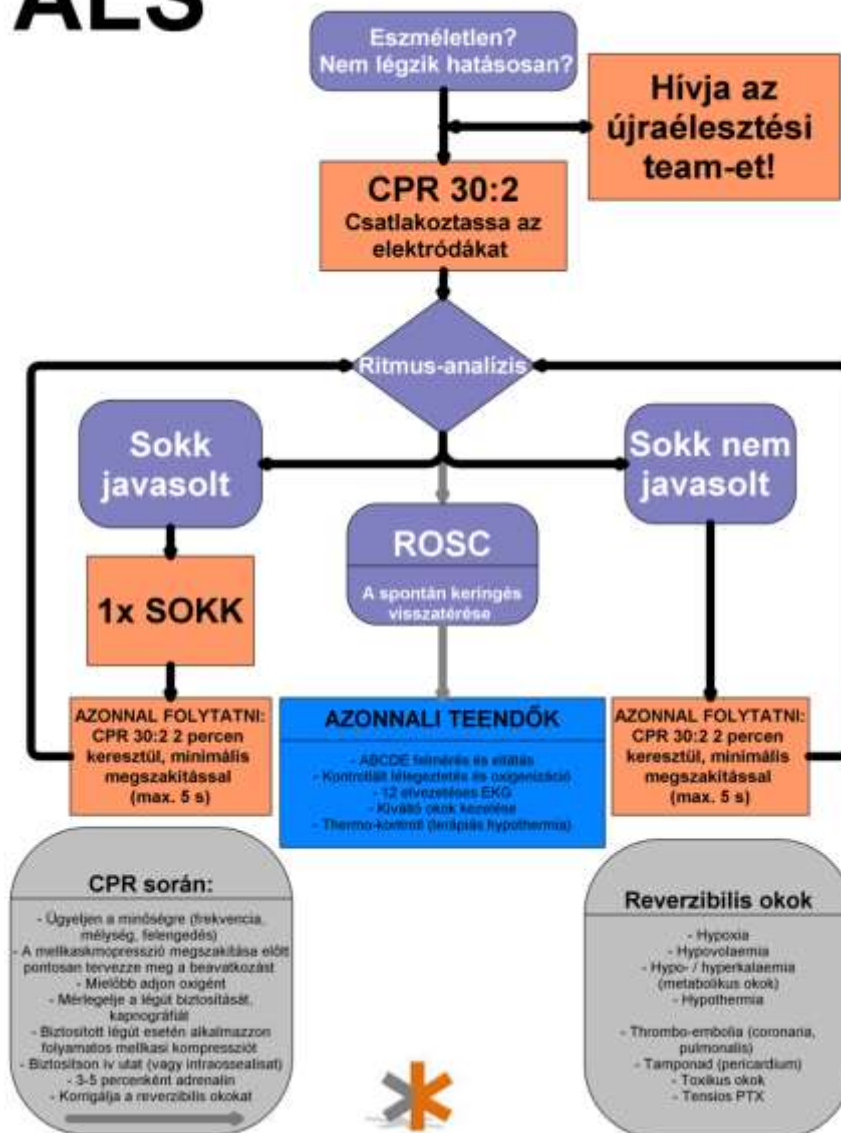 ALS
Eszméletlen?
Nem légzik hatásosan?
Hívja az
újraélesztési
team-et!
CPR 30:2
Csatlakoztassa az
elektródákat
Ritmus-analízis
Sokk
javasolt
Sokk nem
javasolt
1x SOKK
ROSC
A spontán keringés
visszatérése
AZONNAL FOLYTATNI:
CPR 30:2 2 percen
keresztül, minimális
megszakítással
(max. 5 s)
AZONNALI TEENDŐK
- ABCDE felmérés és ellátás
- Kontrollált lélegeztetés és oxigenizáció
- 12 elvezetéses EKG
- Kiváltó okok kezelése
- Thermo-kontroll (terápiás hypothermia)
AZONNAL FOLYTATNI:
CPR 30:2 2 percen
keresztül, minimális
megszakítással
(max. 5 s)
CPR során:
- Ügyeljen a minőségre (frekvencia,
mélység, felengedés)
- A mellkaskmopresszió megszakítása előtt
pontosan tervezze meg a beavatkozást
- Mielőbb adjon oxigént
- Mérlegelje a légút biztosítását,
kapnográfiát
- Biztosított légút esetén alkalmazzon
folyamatos mellkasi kompressziót
- Biztosítson iv utat (vagy intraossealisat)
- 3-5 percenként adrenalin
- Korrigálja a reverzibilis okokat
Reverzibilis okok
- Hypoxia
- Hypovolaemia
- Hypo- / hyperkalaemia
(metabolikus okok)
- Hypothermia
- Thrombo-embolia (coronaria,
pulmonalis)
- Tamponad (pericardium)
- Toxikus okok
- Tensios PTX